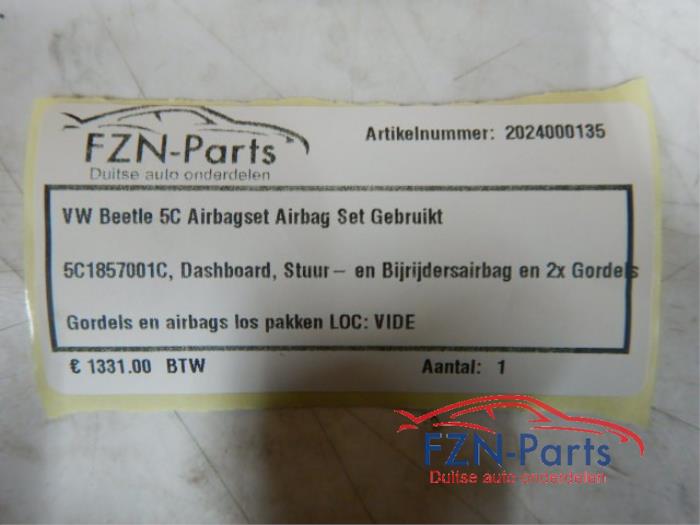 FZN-Parts
Duitse auto onderdelen
Artikelnummer: 2024000135
VW Beetle 5C Airbagset Airbag Set Gebruikt
5C1857001C, Dashboard, Stuur- en Bijrijdersairbag en 2x Gordels
Gordels en airbags los pakken LOC: VIDE
€ 1331.00 BTW
Aantal: 1
FZN-Parts
Duitse auto onderdelen